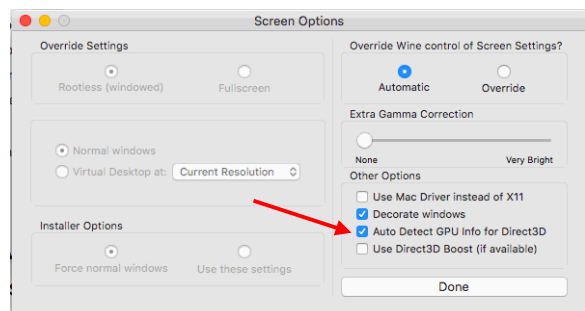 Screen Options
Override Settings
Rootless (windowed)
Fullscreen
Normal windows
Virtual Desktop at:
Current Resolution
Installer Options
Force normal windows
Use these settings
Override Wine control of Screen Settings?
Automatic
Override
Extra Gamma Correction
None
Very Bright
Other Options
Use Mac Driver instead of X11
Decorate windows
Auto Detect GPU Info for Direct3D
Use Direct3D Boost (if available)
Done